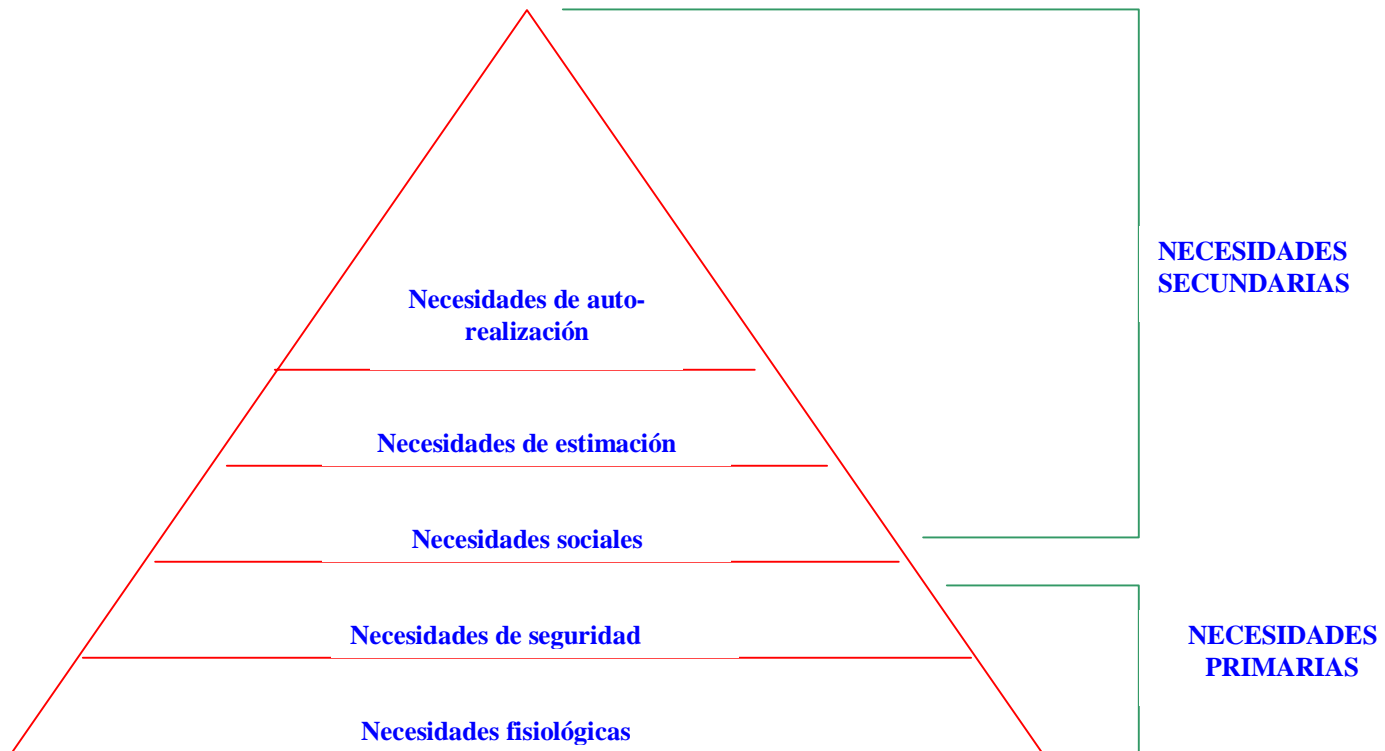 NECESIDADES
SECUNDARIAS
Necesidades de auto-
realización
Necesidades de estimación
Necesidades sociales
Necesidades de seguridad
NECESIDADES
PRIMARIAS
Necesidades fisiológicas